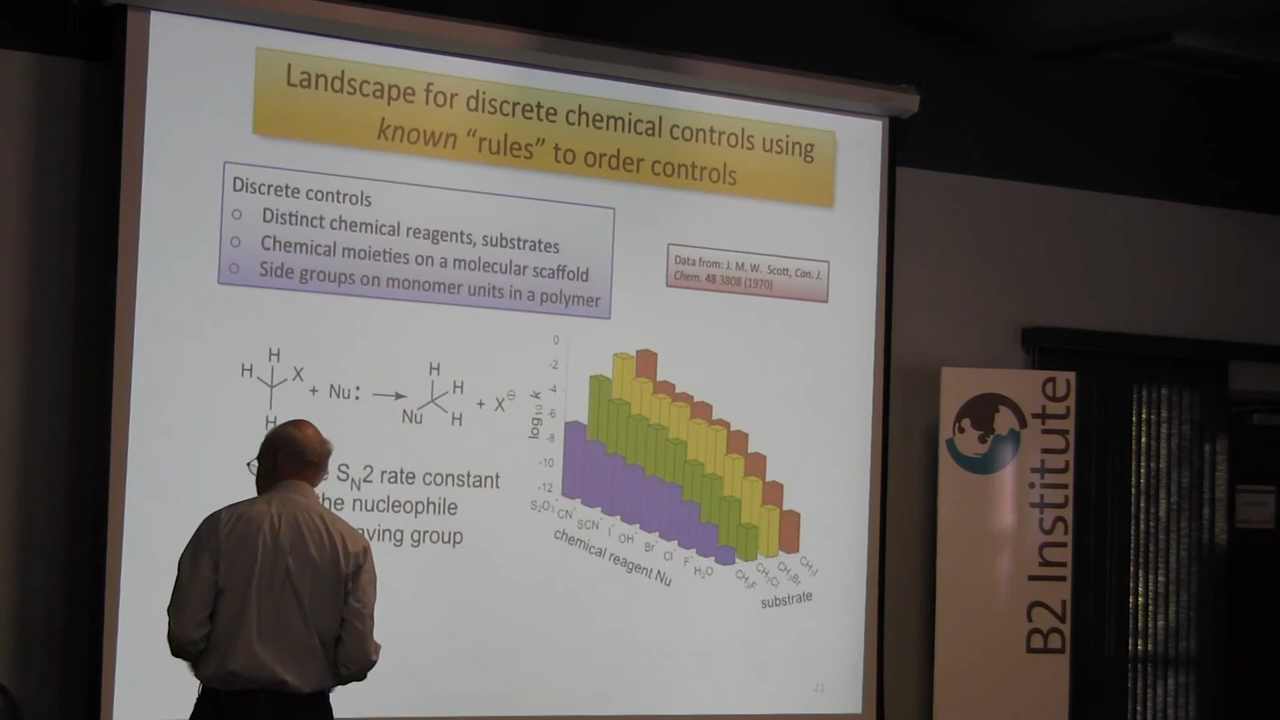 Landscape for discrete chemical controls using
known “rules” to order controls
Discrete controls
○ Distinct chemical reagents, substrates
○ Chemical moieties on a molecular scaffold
○ Side groups on monomer units in a polymer
Data from: J. M. W. Scott, Can. J.
Chem. 48 3808 (1970)
H
H X
H
+ Nu: →
H
H
Nu H
+ X⊖
SN2 rate constant
he nucleophile
aving group
log10 k
0
-2
-4
-6
-8
-10
-12
CN- SCN- I- OH- Br- Cl- F- H2O
chemical reagent Nu
CH3F CH3Cl CH3Br CH3I
substrate
21
B2 Institute